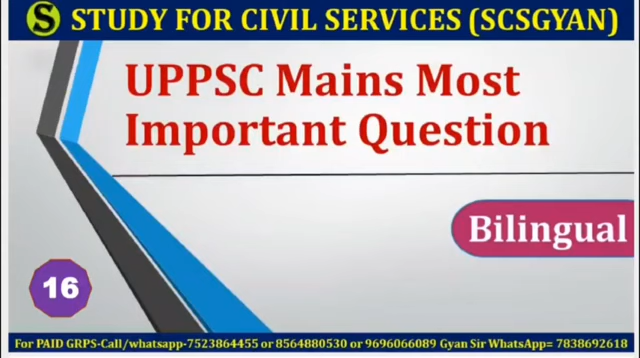 S STUDY FOR CIVIL SERVICES (SCSGYAN)
UPPSC Mains Most
Important Question
Bilingual
16
For PAID GRPS-Call/whatsapp-7523864455 or 8564880530 or 9696066089 Gyan Sir WhatsApp= 7838692618